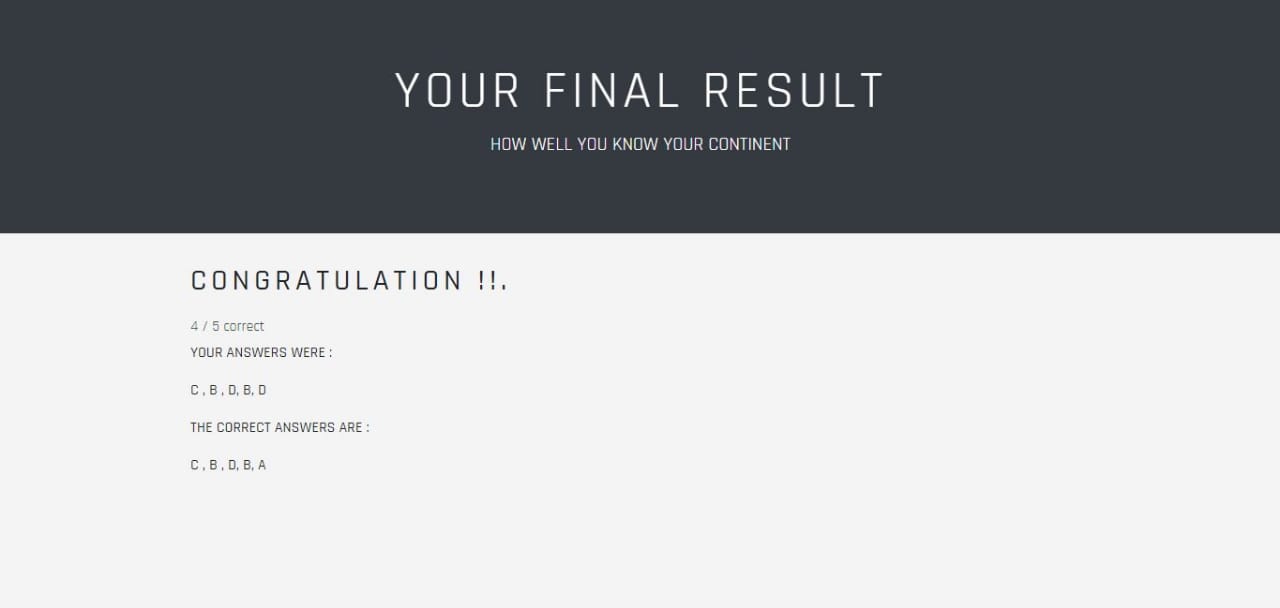 YOUR FINAL RESULT
HOW WELL YOU KNOW YOUR CONTINENT
CONGRATULATION !!.
4 / 5 correct
YOUR ANSWERS WERE :
C , B , D, B, D
THE CORRECT ANSWERS ARE :
C , B , D, B, A